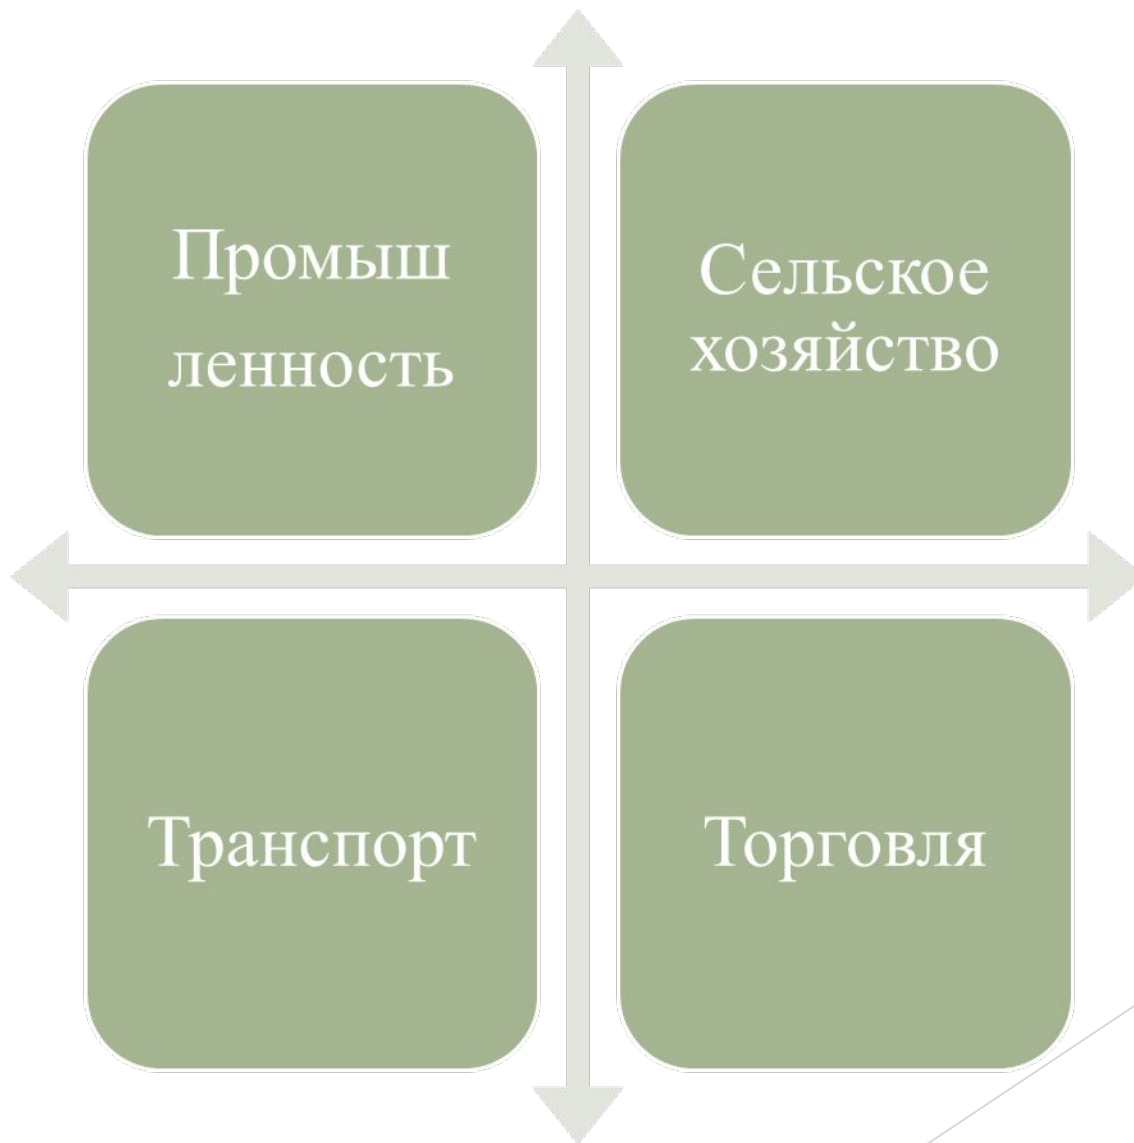 Промыш
ленность
Сельское
хозяйство
Транспорт
Торговля